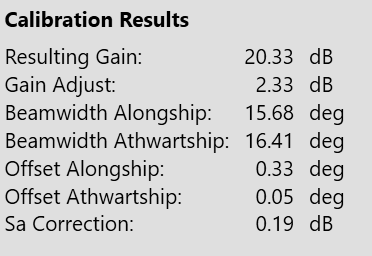 Calibration Results
Resulting Gain: 20.33 dB
Gain Adjust: 2.33 dB
Beamwidth Alongship: 15.68 deg
Beamwidth Athwartship: 16.41 deg
Offset Alongship: 0.33 deg
Offset Athwartship: 0.05 deg
Sa Correction: 0.19 dB